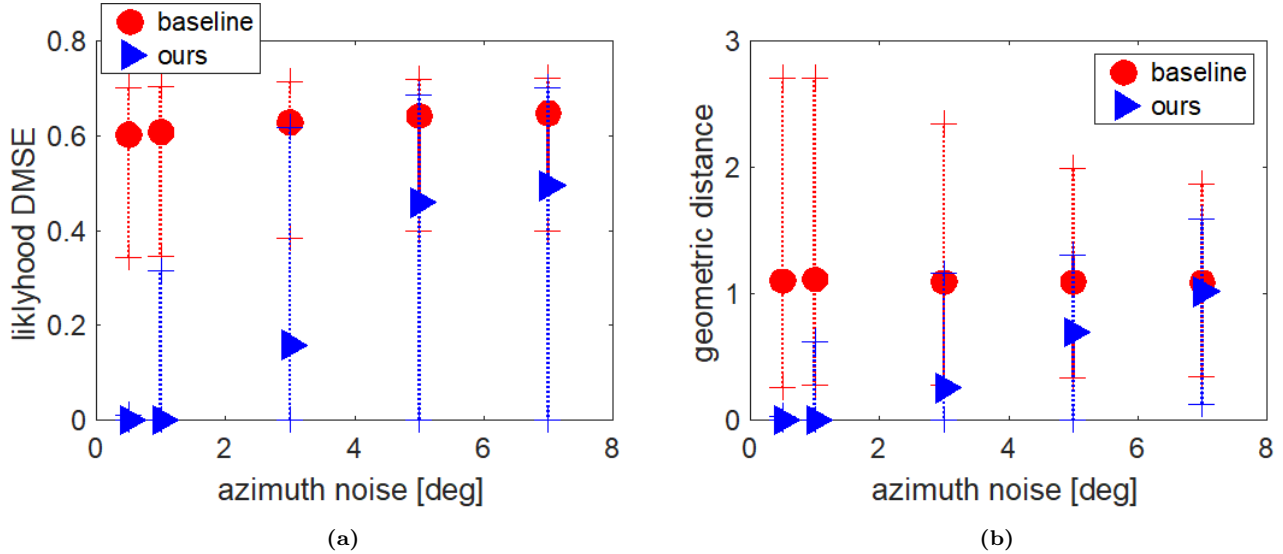 baseline
ours
0.8
0.6
0.4
0.2
0
0 2 4 6 8
liklyhood DMSE
azimuth noise [deg]
(a)
baseline
ours
3
2
1
0
0 2 4 6 8
geometric distance
azimuth noise [deg]
(b)